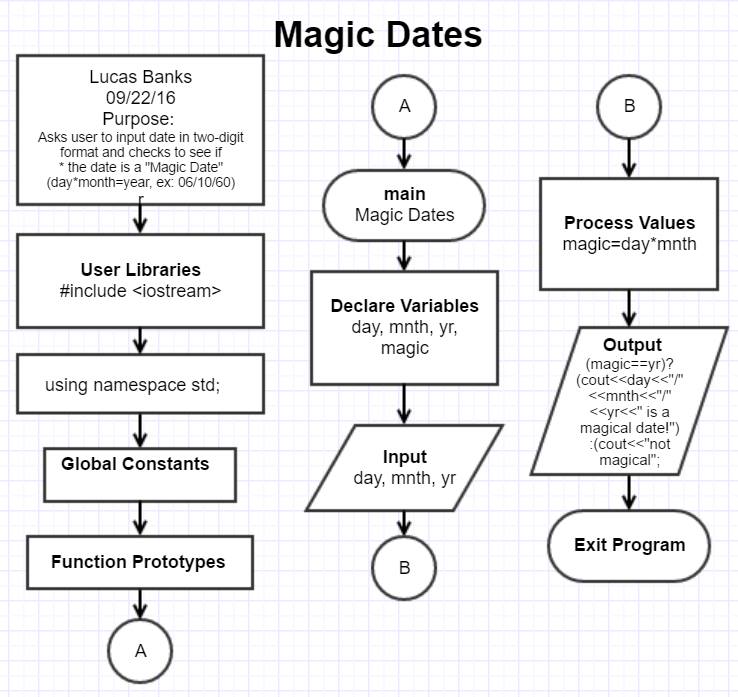 Magic Dates
Lucas Banks
09/22/16
Purpose:
Asks user to input date in two-digit
format and checks to see if
* the date is a "Magic Date"
(day*month=year, ex: 06/10/60)
r
User Libraries
#include <iostream>
using namespace std;
Global Constants
Function Prototypes
A
A
main
Magic Dates
Declare Variables
day, mnth, yr,
magic
Input
day, mnth, yr
B
B
Process Values
magic=day*mnth
Output
(magic==yr)?
(cout<<day<<"/"
<<mnth<<"/"
<<yr<<" is a
magical date!")
:(cout<<"not
magical";
Exit Program